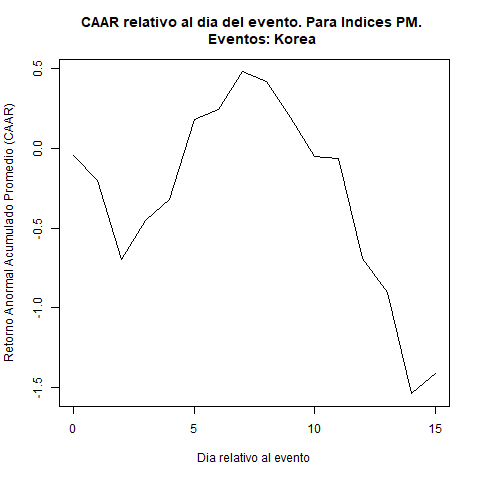 CAAR relativo al dia del evento. Para Indices PM.
Eventos: Korea
Retorno Anormal Acumulado Promedio (CAAR)
0.5
0.0
-0.5
-1.0
-1.5
0 5 10 15
Dia relativo al evento